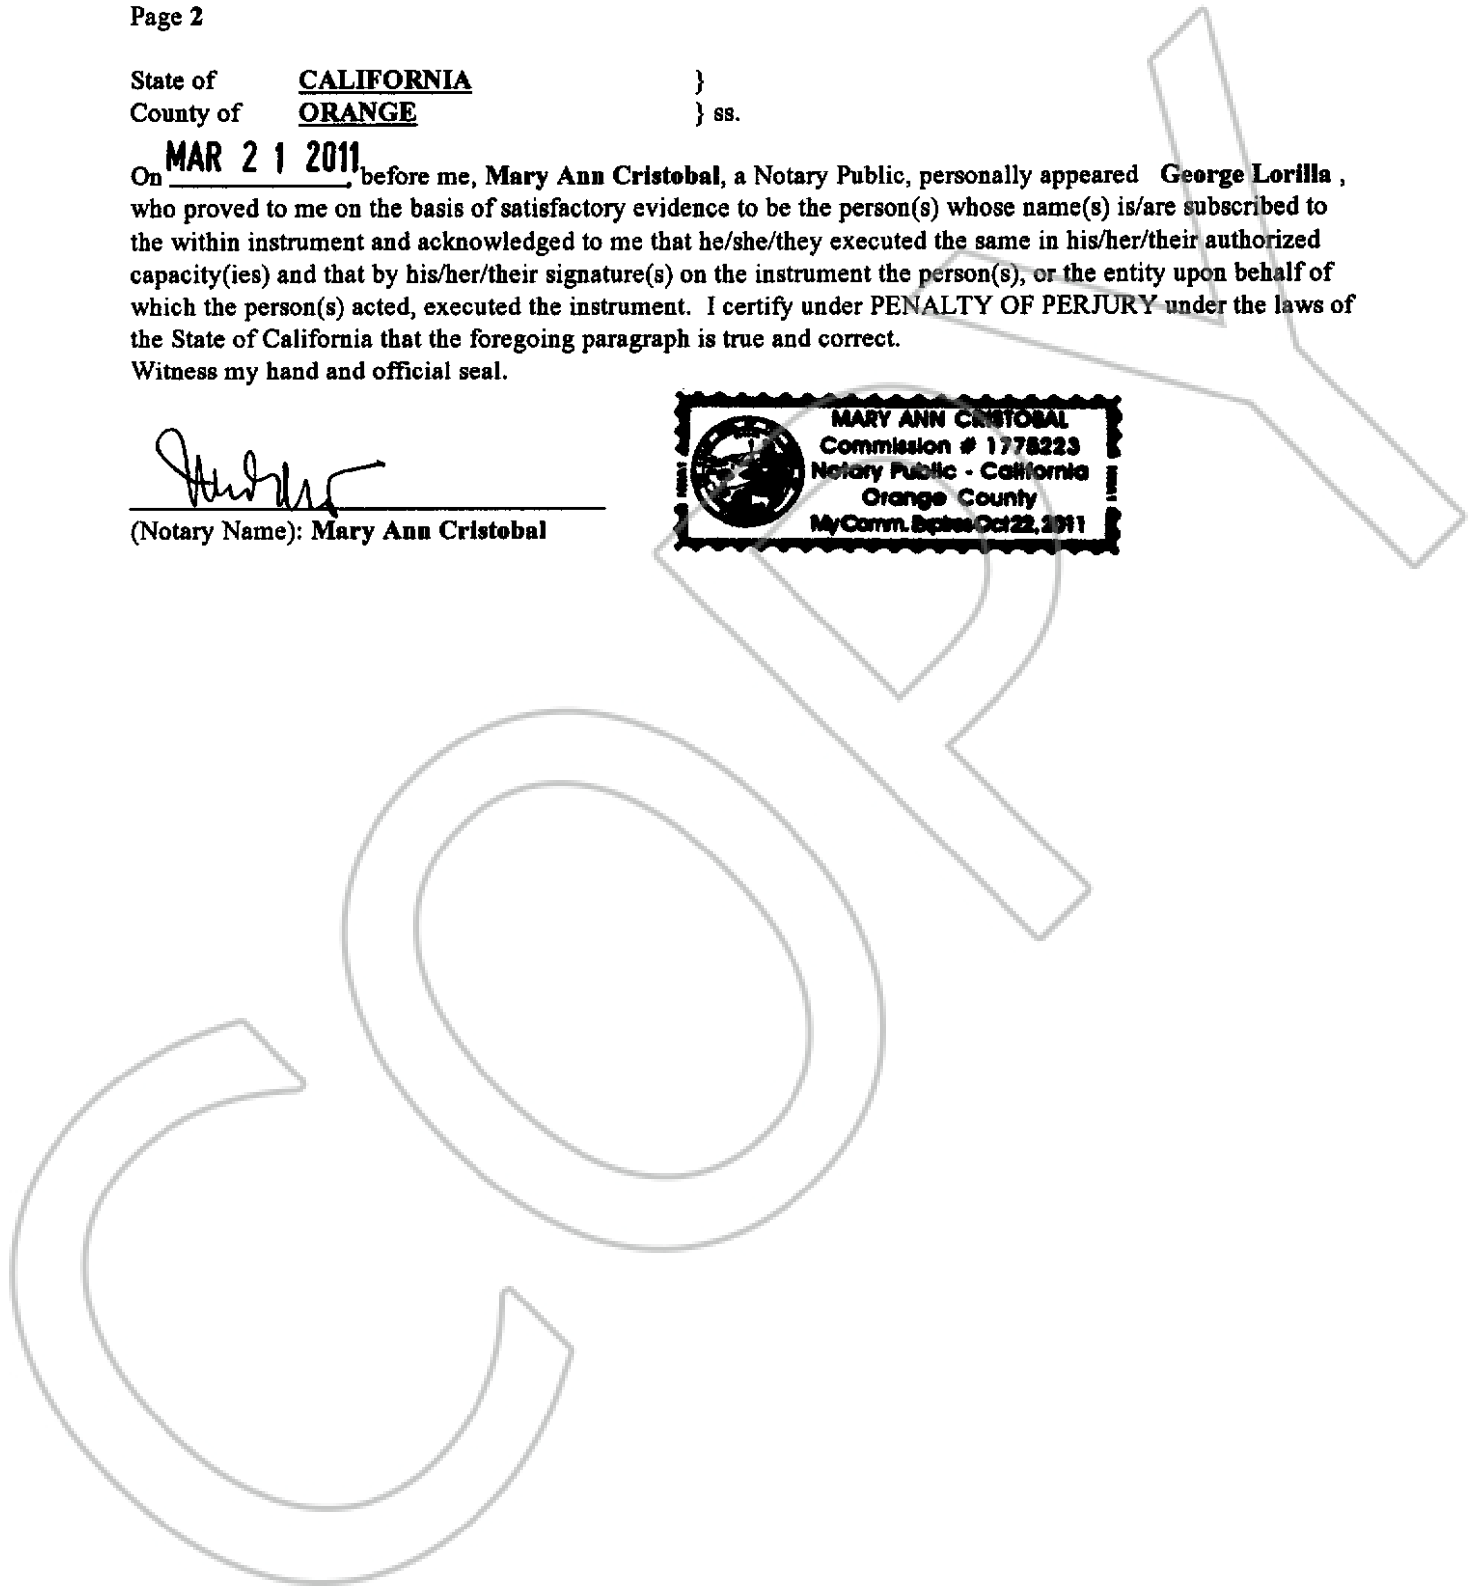 Page 2
State of CALIFORNIA }
County of ORANGE } ss.
On MAR 2 1 2011, before me, Mary Ann Cristobal, a Notary Public, personally appeared George Lorilla ,
who proved to me on the basis of satisfactory evidence to be the person(s) whose name(s) is/are subscribed to
the within instrument and acknowledged to me that he/she/they executed the same in his/her/their authorized
capacity(ies) and that by his/her/their signature(s) on the instrument the person(s), or the entity upon behalf of
which the person(s) acted, executed the instrument. I certify under PENALTY OF PERJURY under the laws of
the State of California that the foregoing paragraph is true and correct.
Witness my hand and official seal.
MARY ANN CRISTOBAL
Commission # 1778223
Notary Public - California
Orange County
My Comm. Expires Oct 22, 2011
(Notary Name): Mary Ann Cristobal
COPY